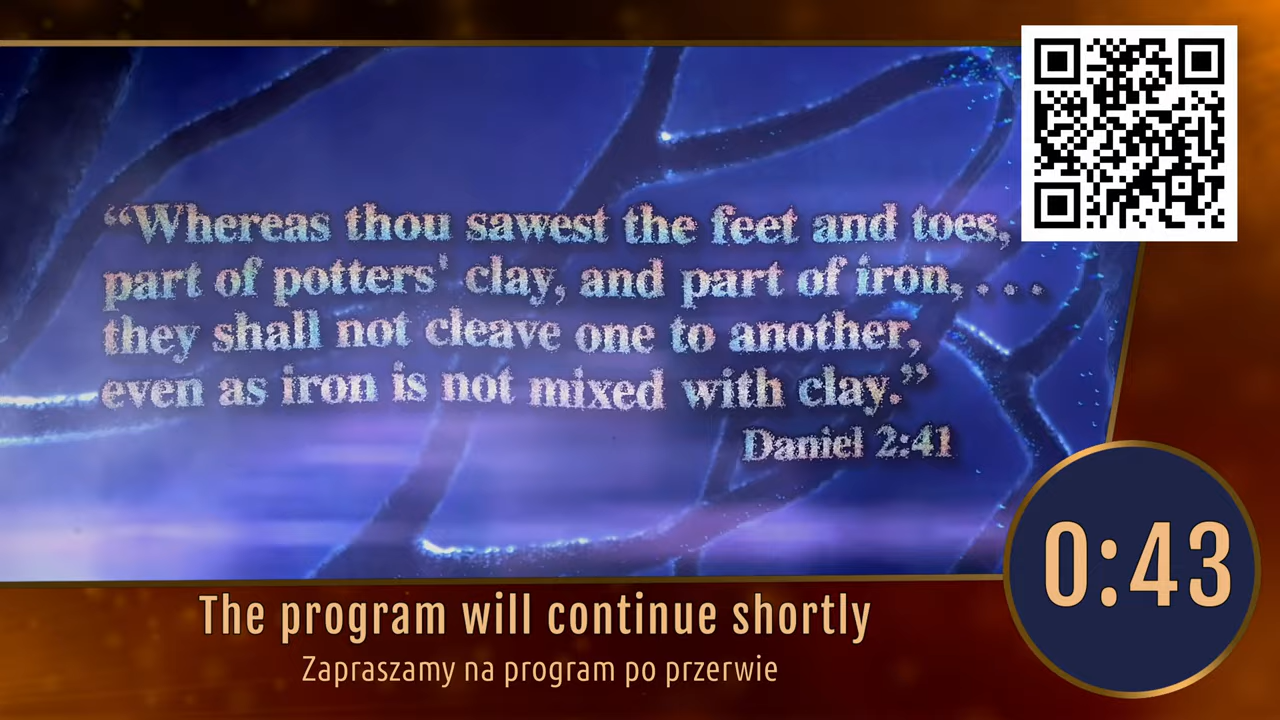 “Whereas thou sawest the feet and toes,
part of potters' clay, and part of iron, . . .
they shall not cleave one to another,
even as iron is not mixed with clay.”
Daniel 2:41
0:43
The program will continue shortly
Zapraszamy na program po przerwie